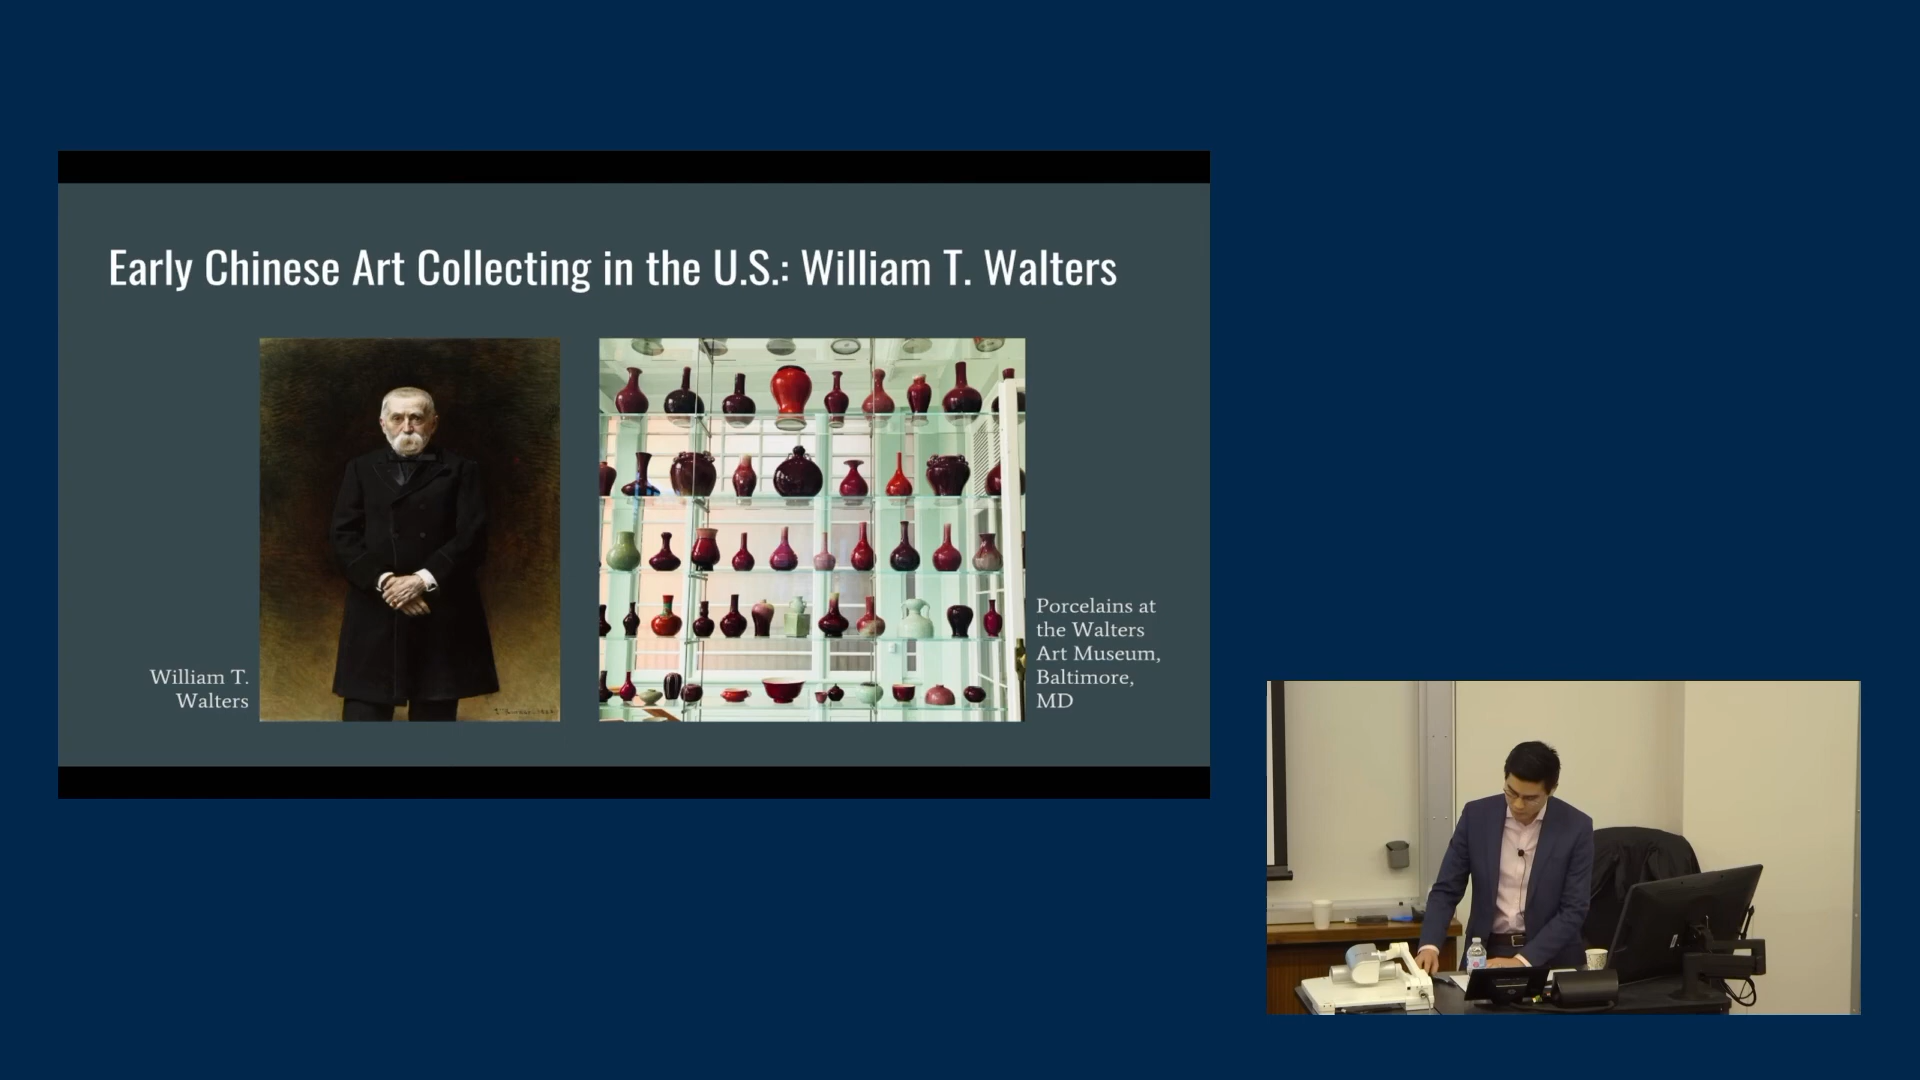 Early Chinese Art Collecting in the U.S.: William T. Walters
William T.
Walters
Porcelains at
the Walters
Art Museum,
Baltimore,
MD